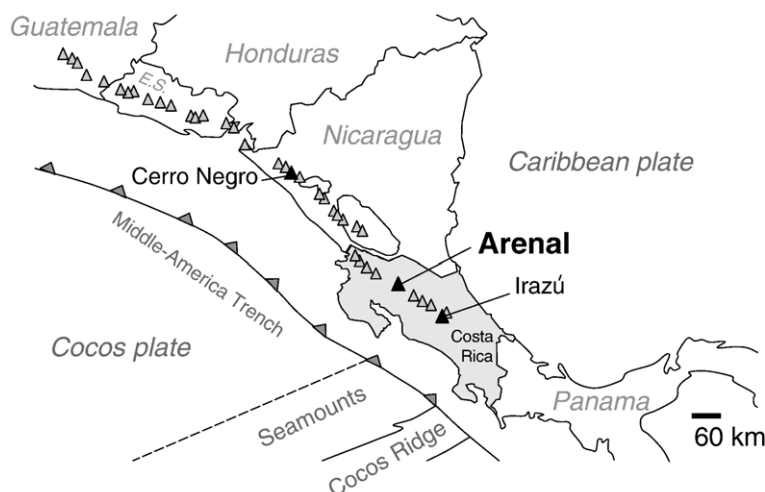 Guatemala
Honduras
E.S.
Nicaragua
Caribbean plate
Cerro Negro
Middle-America Trench
Arenal
Irazú
Cocos plate
Costa
Rica
Seamounts
Panama
Cocos Ridge
60 km